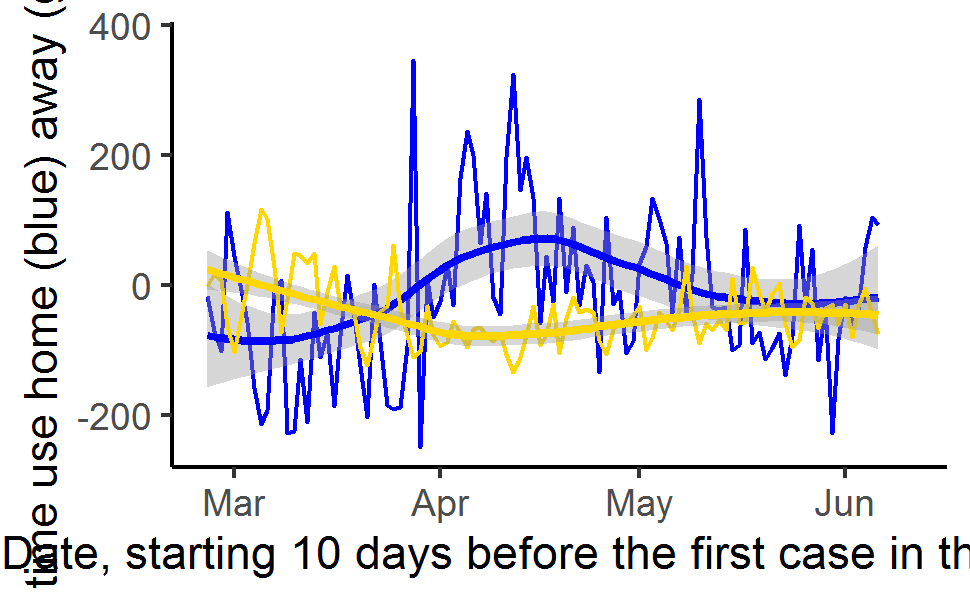 400
200
0
-200
time use home (blue) away (
Mar Apr May Jun
Date, starting 10 days before the first case in th